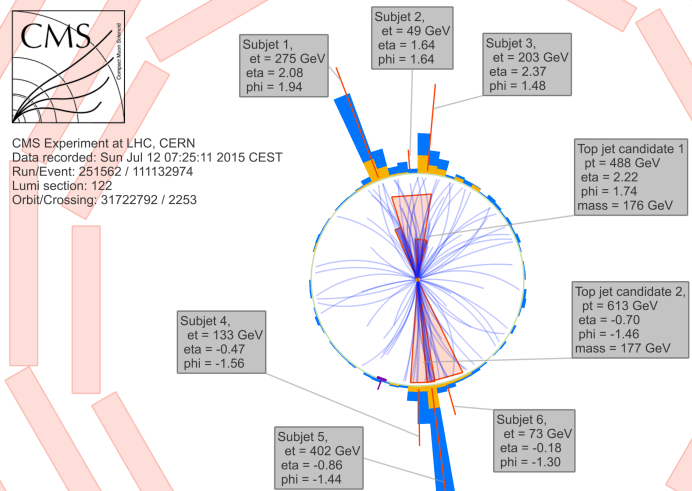 CMS
Compact Muon Solenoid
CMS Experiment at LHC, CERN
Data recorded: Sun Jul 12 07:25:11 2015 CEST
Run/Event: 251562 / 111132974
Lumi section: 122
Orbit/Crossing: 31722792 / 2253
Subjet 1,
et = 275 GeV
eta = 2.08
phi = 1.94
Subjet 2,
et = 49 GeV
eta = 1.64
phi = 1.64
Subjet 3,
et = 203 GeV
eta = 2.37
phi = 1.48
Top jet candidate 1
pt = 488 GeV
eta = 2.22
phi = 1.74
mass = 176 GeV
Top jet candidate 2,
pt = 613 GeV
eta = -0.70
phi = -1.46
mass = 177 GeV
Subjet 4,
et = 133 GeV
eta = -0.47
phi = -1.56
Subjet 5,
et = 402 GeV
eta = -0.86
phi = -1.44
Subjet 6,
et = 73 GeV
eta = -0.18
phi = -1.30